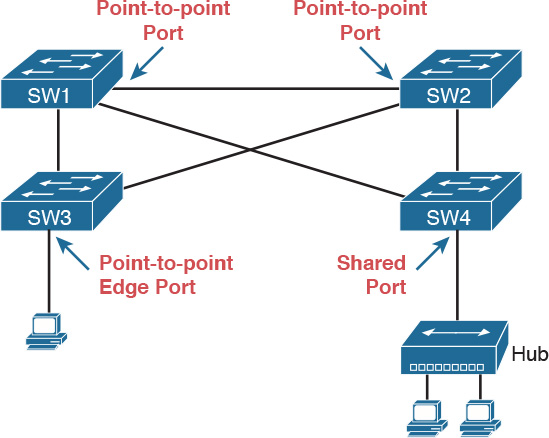 Point-to-point
Port
Point-to-point
Port
SW1
SW2
SW3
SW4
Point-to-point
Edge Port
Shared
Port
Hub